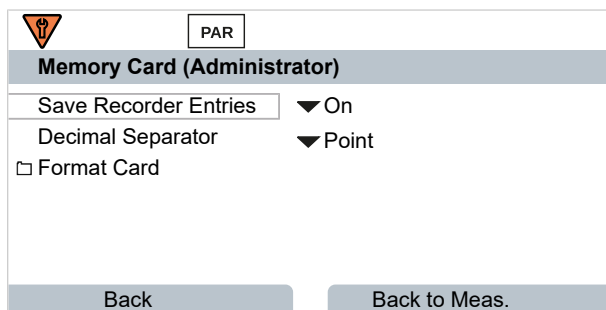 PAR
Memory Card (Administrator)
Save Recorder Entries On
Decimal Separator Point
Format Card
Back Back to Meas.